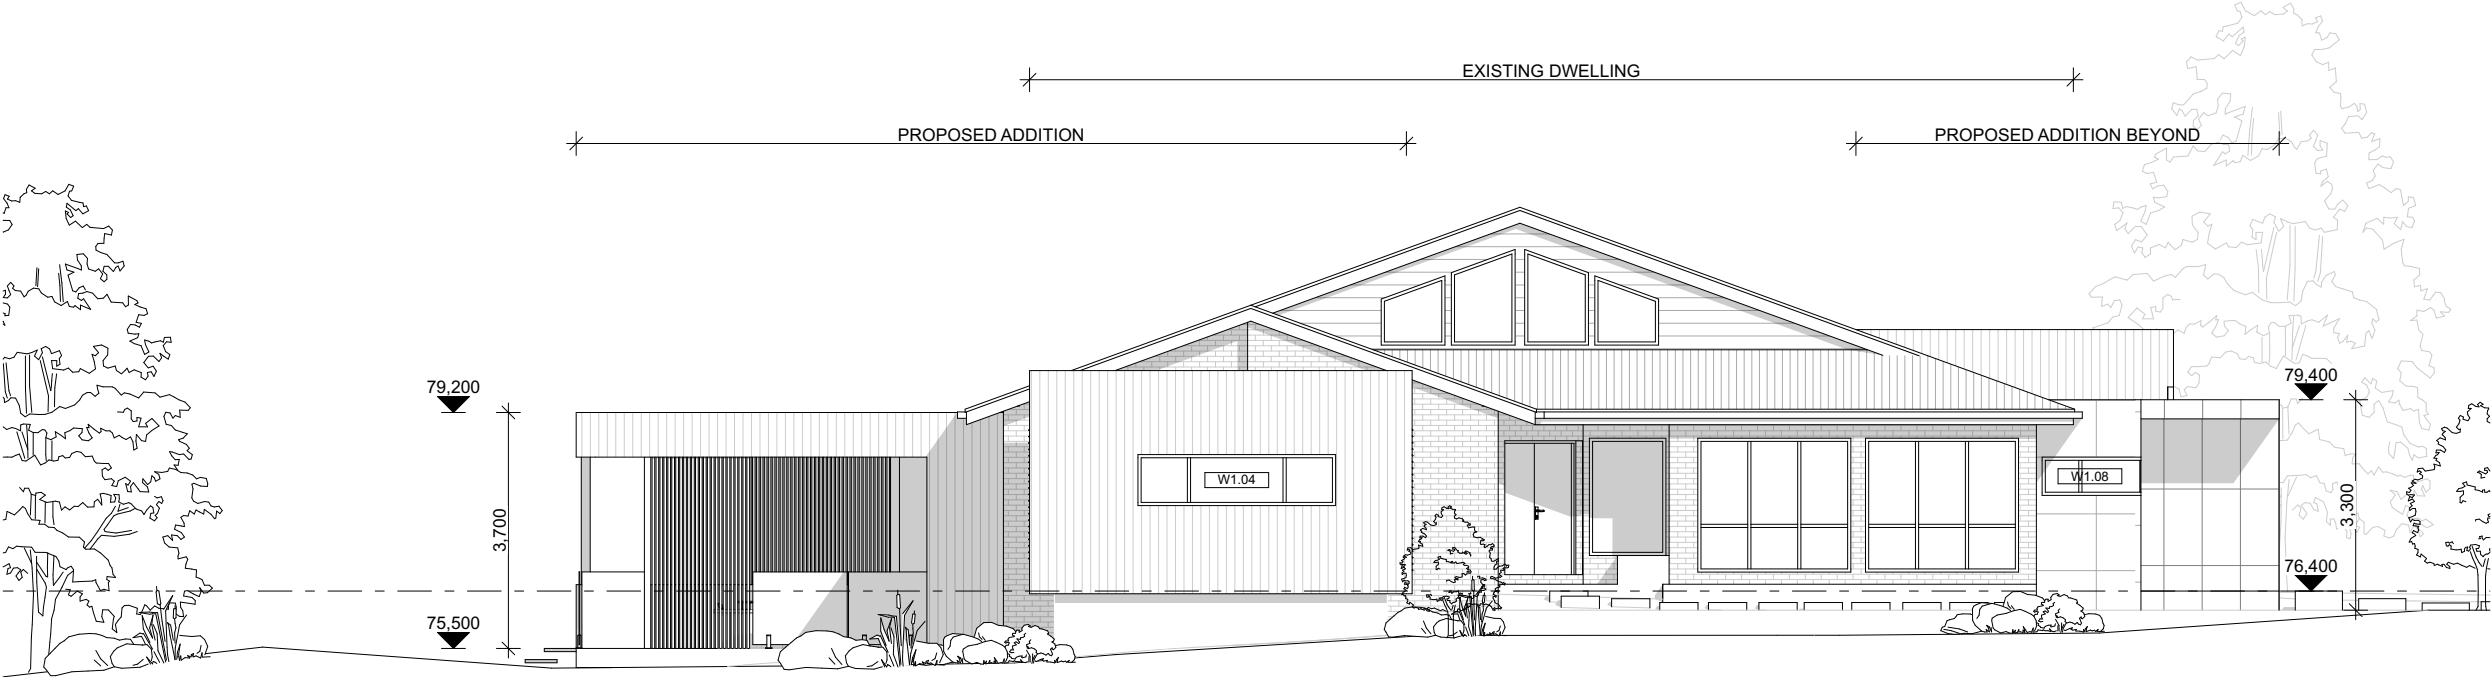 EXISTING DWELLING
PROPOSED ADDITION
PROPOSED ADDITION BEYOND
79,200
79,400
W1.04
W1.08
3,700
3,300
76,400
75,500